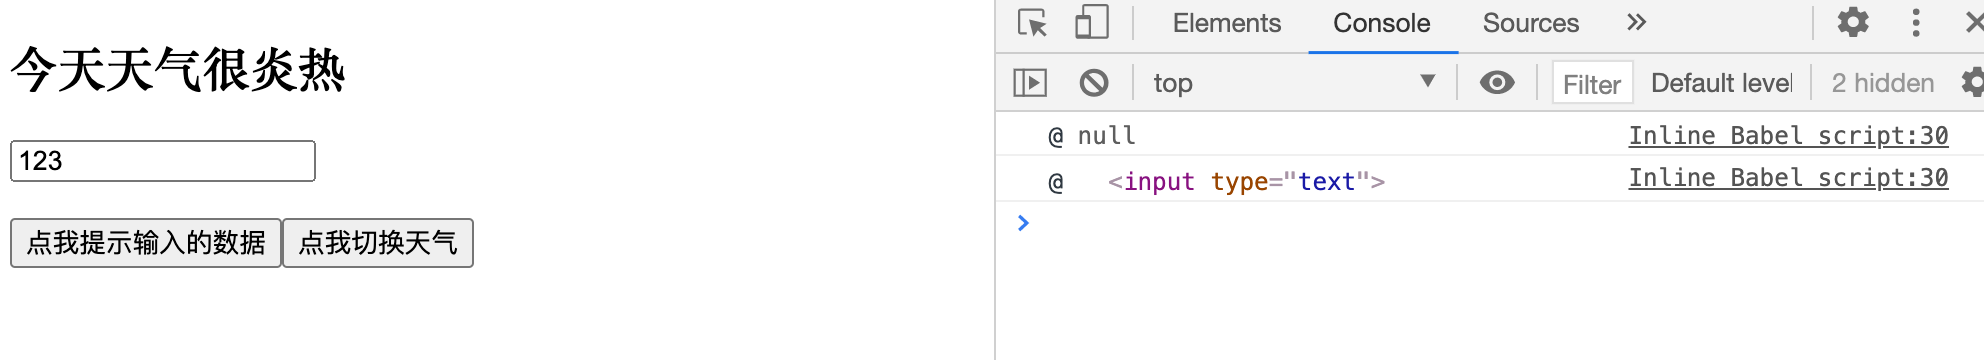 今天天气很炎热
123
点我提示输入的数据 点我切换天气
Elements Console Sources »
top ▼ Filter Default level 2 hidden
@ null Inline Babel script:30
@ <input type="text"> Inline Babel script:30
>